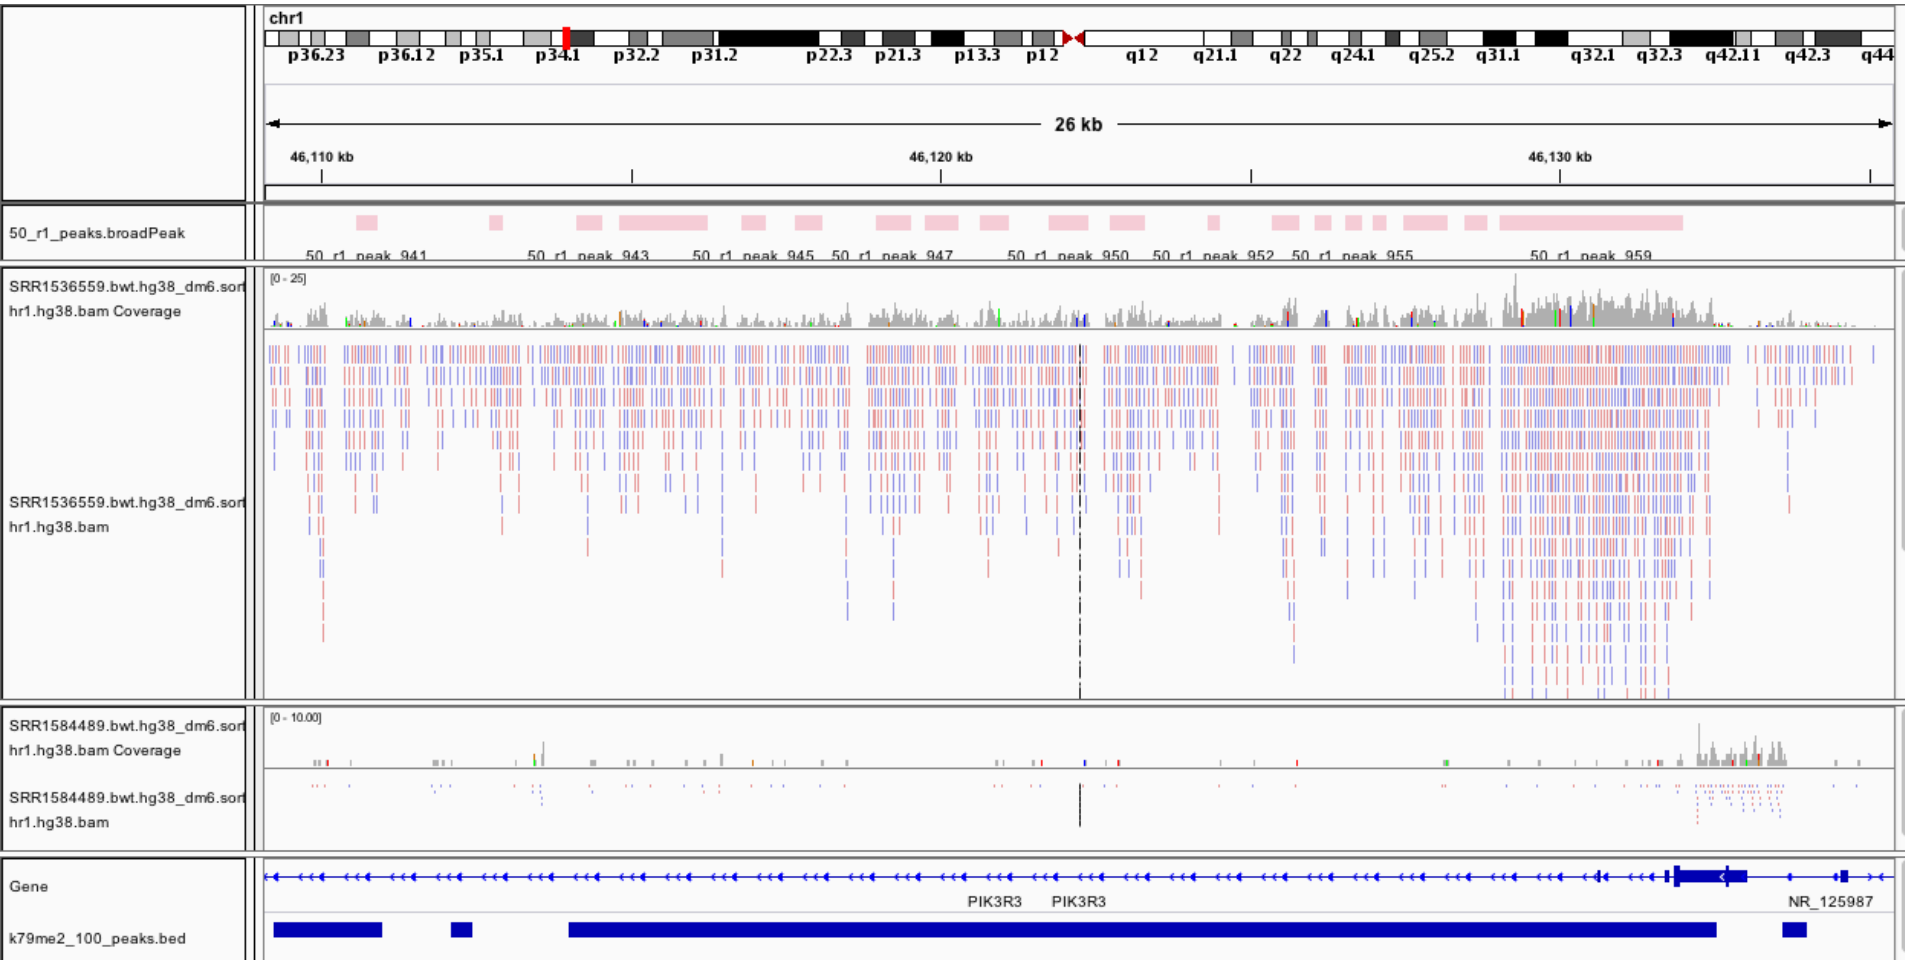 chr1
p36.23 p36.12 p35.1 p34.1 p32.2 p31.2 p22.3 p21.3 p13.3 p12 q12 q21.1 q22 q24.1 q25.2 q31.1 q32.1 q32.3 q42.11 q42.3 q44
26 kb
46,110 kb 46,120 kb 46,130 kb
50_r1_peaks.broadPeak
50_r1_peak_941 50_r1_peak_943 50_r1_peak_945 50_r1_peak_947 50_r1_peak_950 50_r1_peak_952 50_r1_peak_955 50_r1_peak_959
[0 - 25]
SRR1536559.bwt.hg38_dm6.sort
hr1.hg38.bam Coverage
SRR1536559.bwt.hg38_dm6.sort
hr1.hg38.bam
[0 - 10.00]
SRR1584489.bwt.hg38_dm6.sort
hr1.hg38.bam Coverage
SRR1584489.bwt.hg38_dm6.sort
hr1.hg38.bam
Gene
PIK3R3 PIK3R3 NR_125987
k79me2_100_peaks.bed